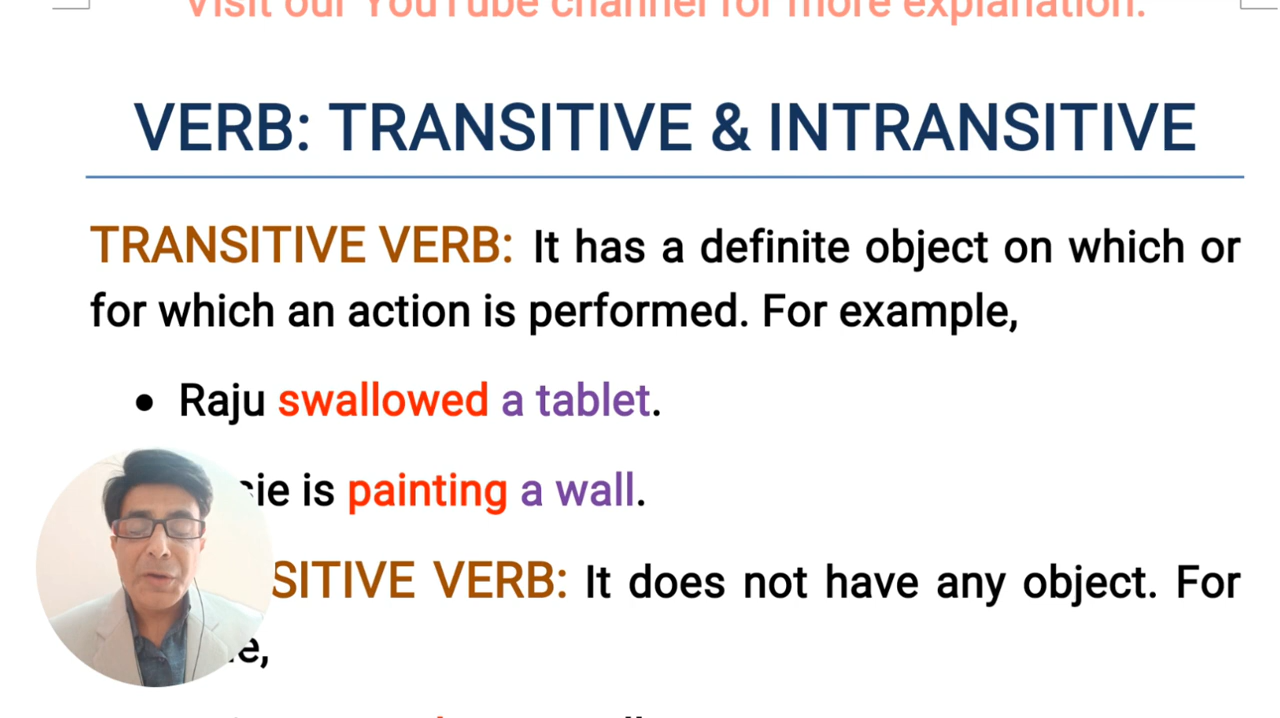 Visit our YouTube channel for more explanation.
VERB: TRANSITIVE & INTRANSITIVE
TRANSITIVE VERB: It has a definite object on which or
for which an action is performed. For example,
• Raju swallowed a tablet.
is painting a wall.
VERB: It does not have any object. For